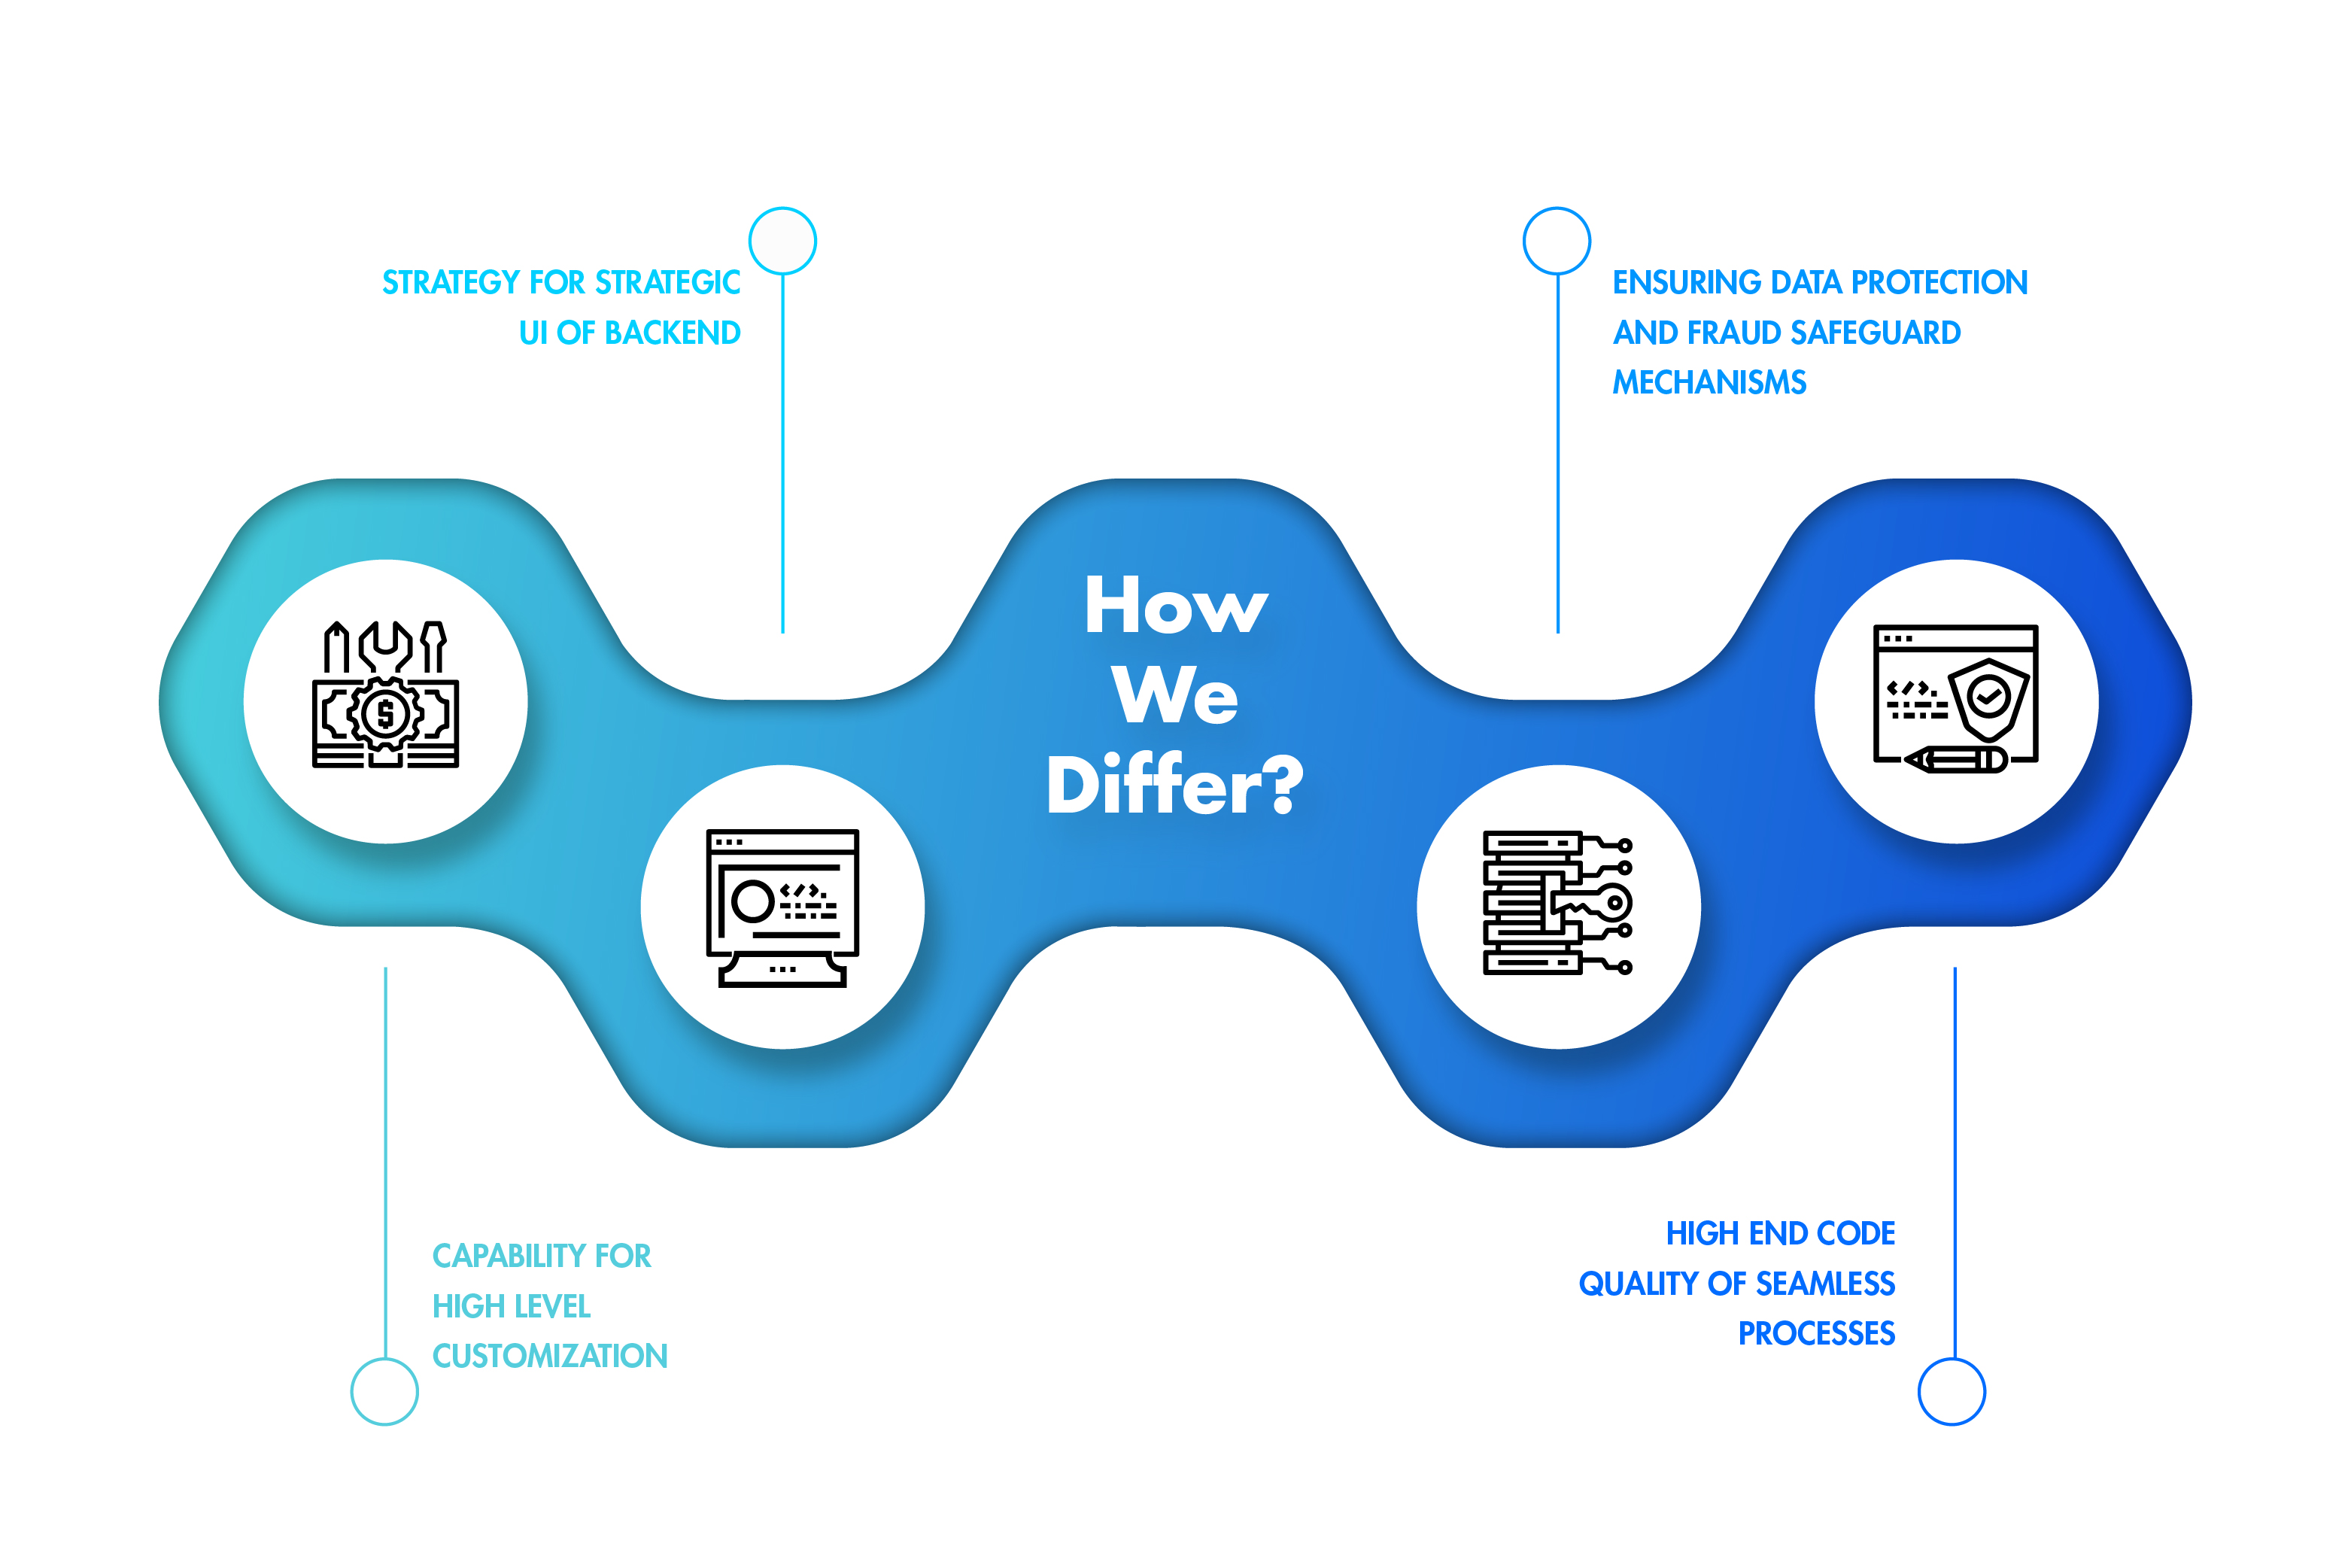 STRATEGY FOR STRATEGIC
UI OF BACKEND
ENSURING DATA PROTECTION
AND FRAUD SAFEGUARD
MECHANISMS
How
We
Differ?
CAPABILITY FOR
HIGH LEVEL
CUSTOMIZATION
HIGH END CODE
QUALITY OF SEAMLESS
PROCESSES